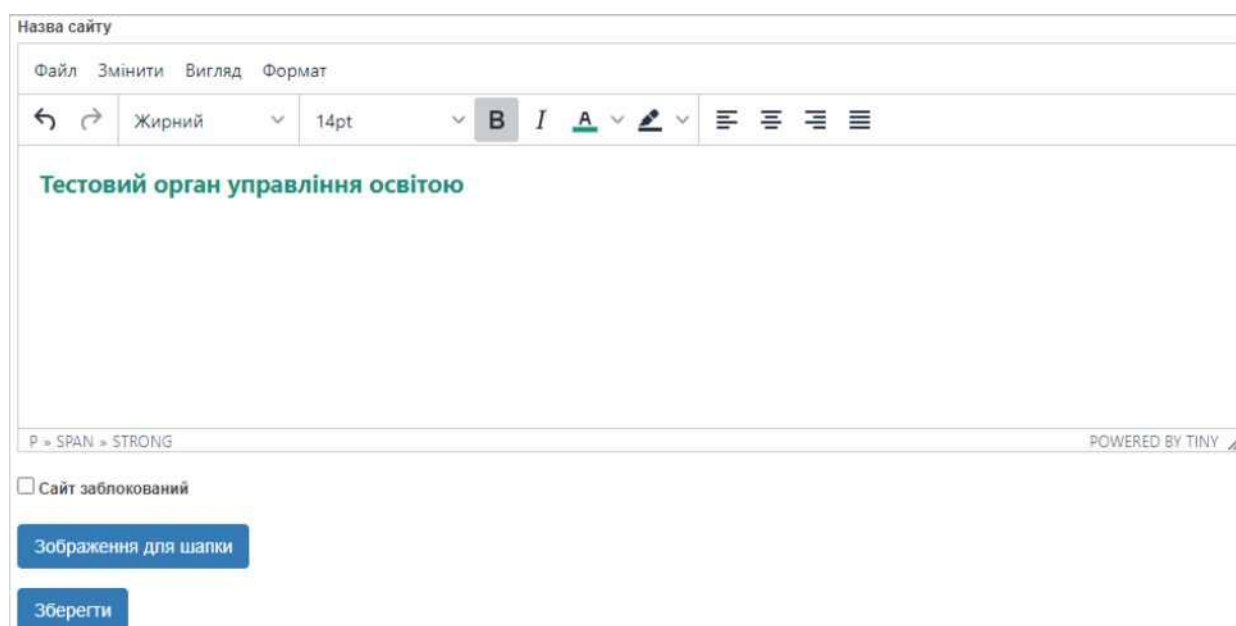 Назва сайту
Файл Змінити Вигляд Формат
Жирний 14pt B I A
Тестовий орган управління освітою
P » SPAN » STRONG POWERED BY TINY
Сайт заблокований
Зображення для шапки
Зберегти